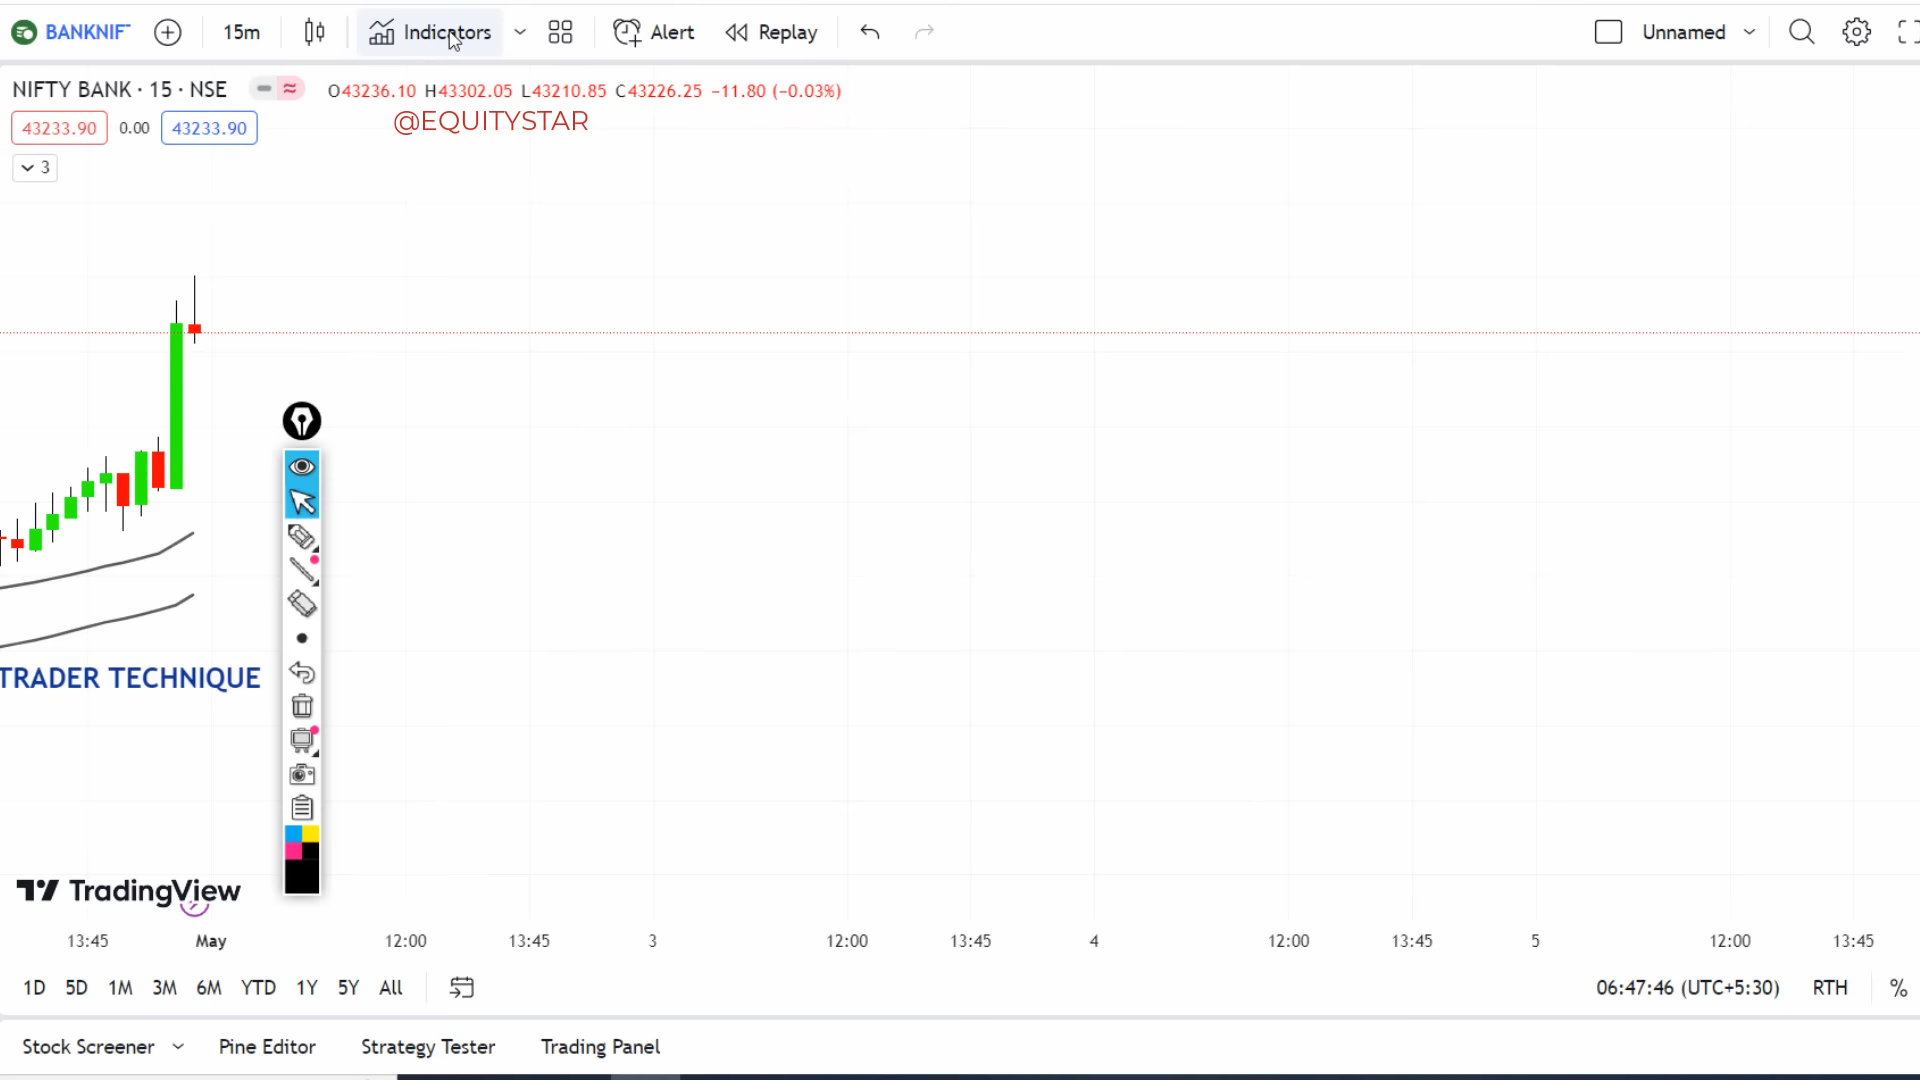 BANKNIF 15m Indicators Alert Replay Unnamed
NIFTY BANK · 15 · NSE O43236.10 H43302.05 L43210.85 C43226.25 −11.80 (−0.03%)
@EQUITYSTAR
43233.90 0.00 43233.90
3
TRADER TECHNIQUE
TradingView
13:45 May 12:00 13:45 3 12:00 13:45 4 12:00 13:45 5 12:00 13:45
1D 5D 1M 3M 6M YTD 1Y 5Y All 06:47:46 (UTC+5:30) RTH %
Stock Screener Pine Editor Strategy Tester Trading Panel